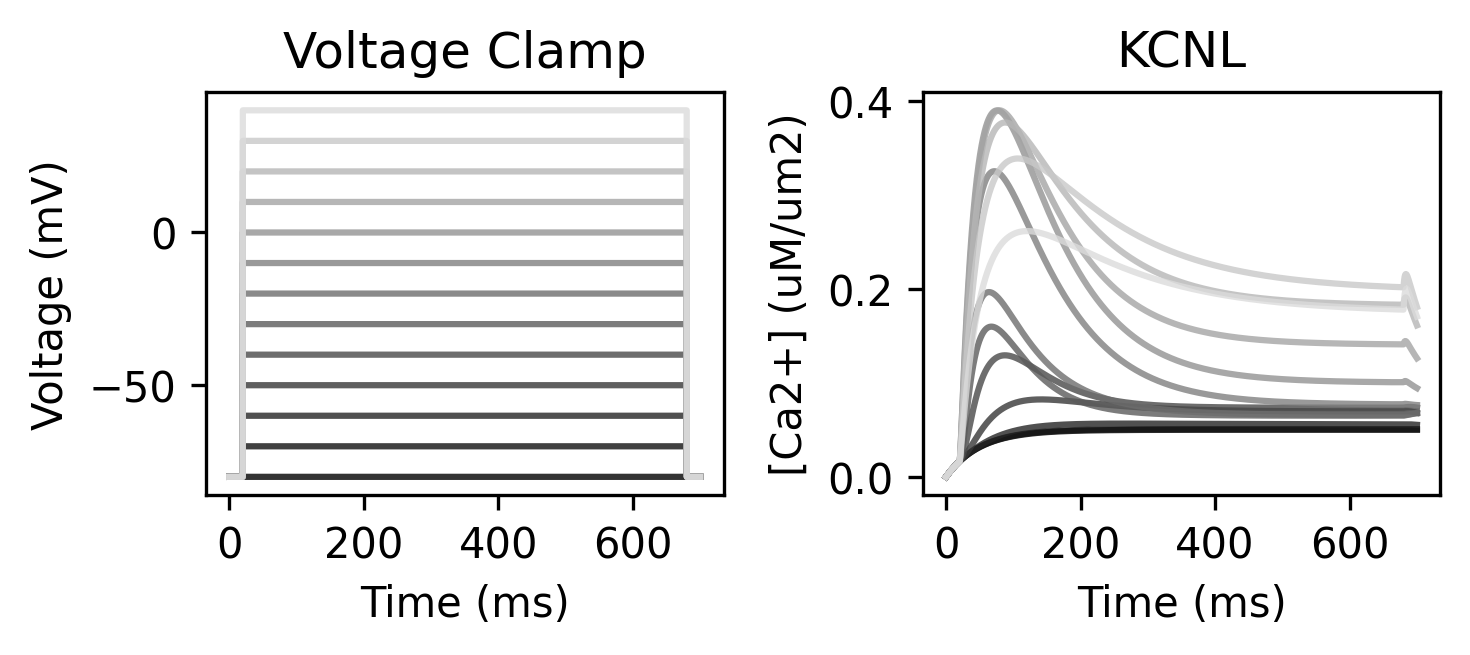 Voltage Clamp
Voltage (mV)
0
−50
0 200 400 600
Time (ms)
KCNL
[Ca2+] (uM/um2)
0.4
0.2
0.0
0 200 400 600
Time (ms)